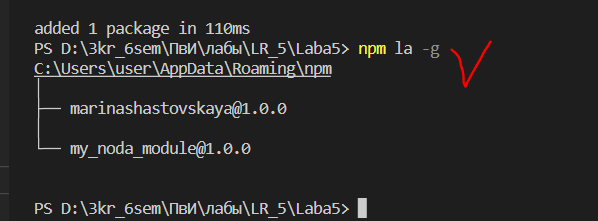 added 1 package in 110ms
PS D:\3kr_6sem\ПвИ\лабы\LR_5\Laba5> npm la -g
C:\Users\user\AppData\Roaming\npm
├── marinashastovskaya@1.0.0
└── my_noda_module@1.0.0
PS D:\3kr_6sem\ПвИ\лабы\LR_5\Laba5>